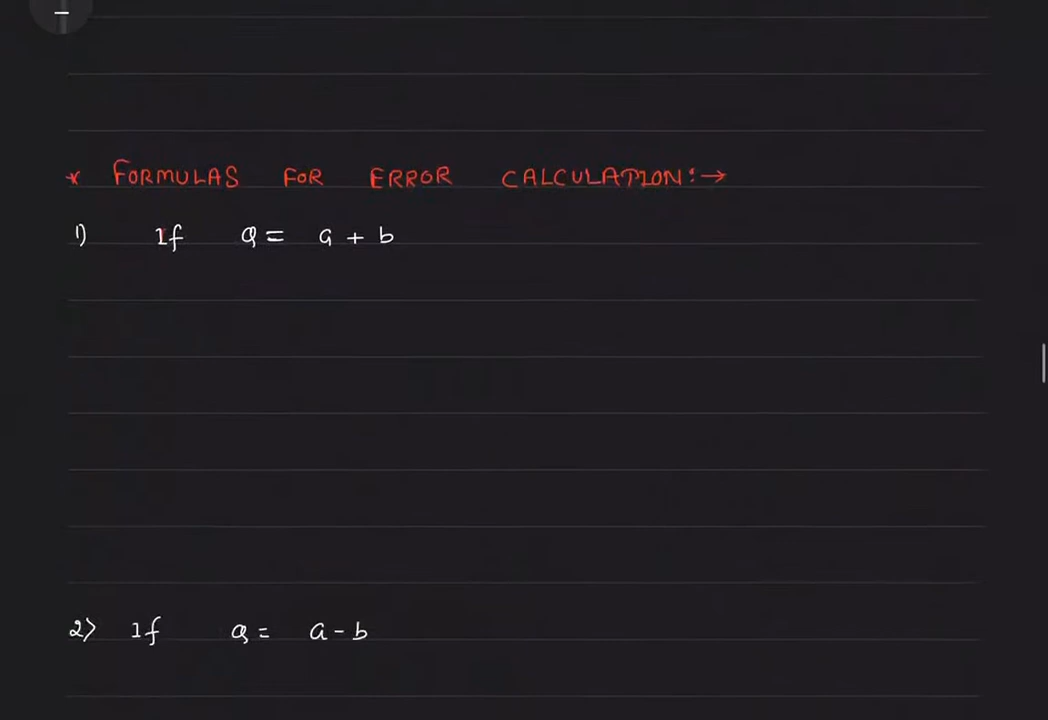 * FORMULAS FOR ERROR CALCULATION:→
1) If Q = a + b
2) If Q = a - b